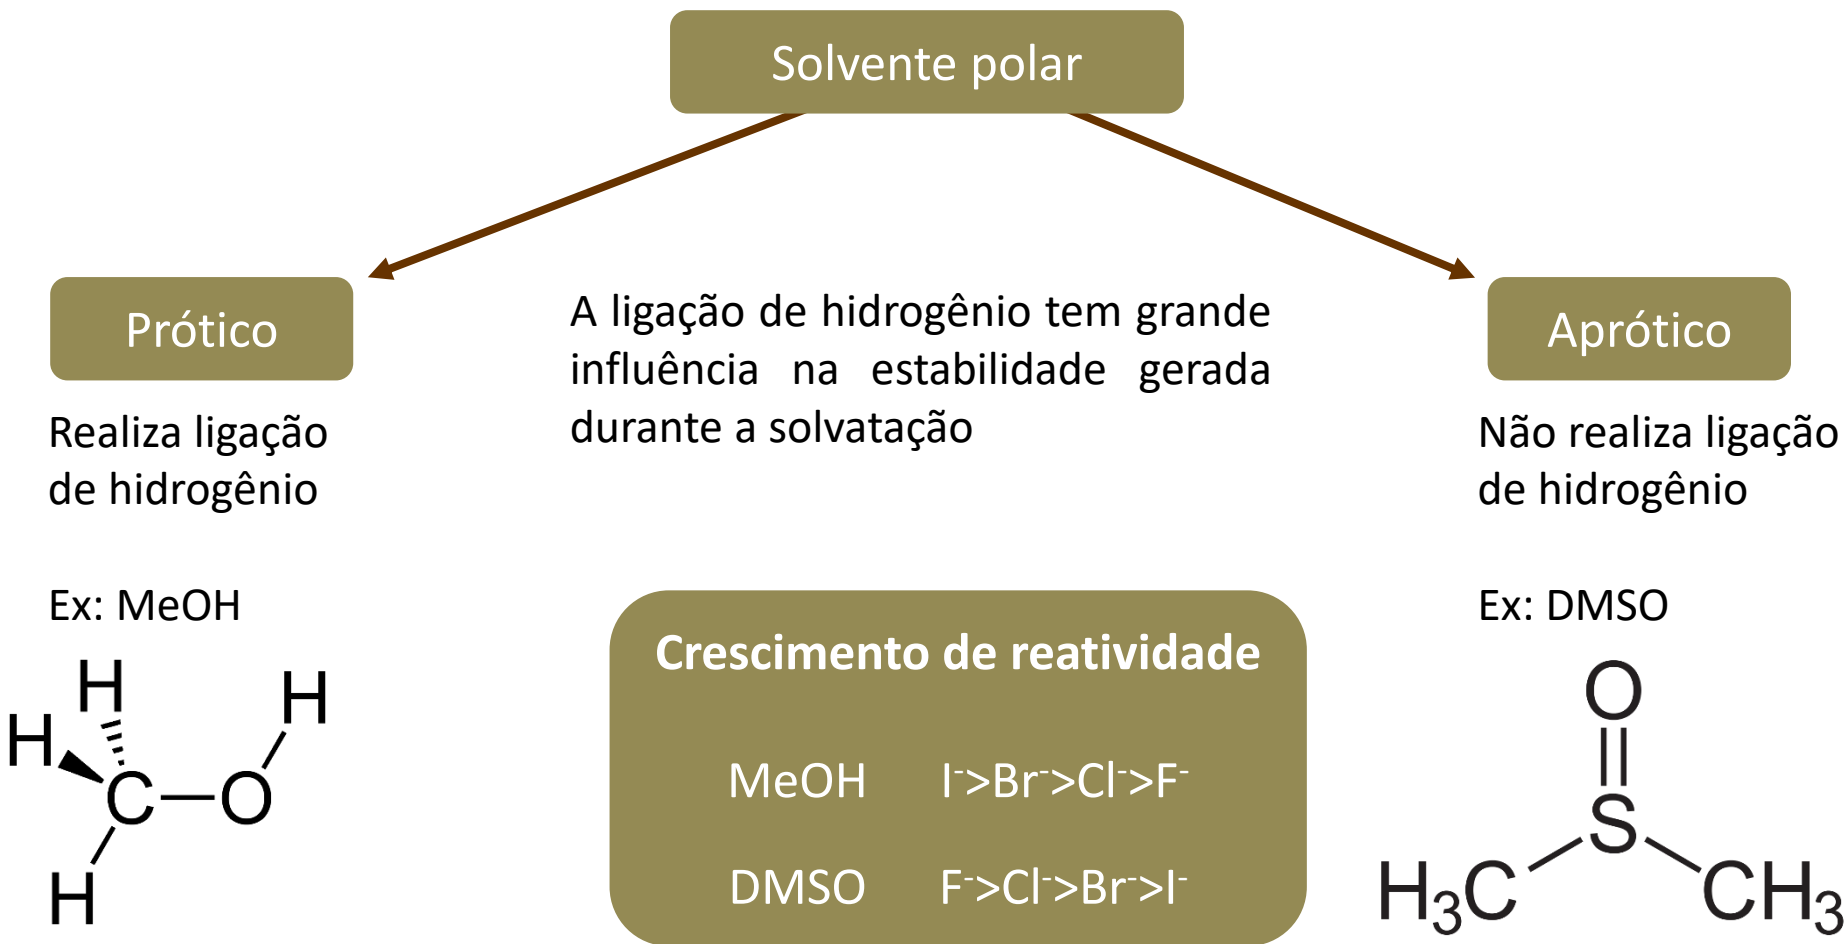 Solvente polar
Prótico
A ligação de hidrogênio tem grande
influência na estabilidade gerada
durante a solvatação
Aprótico
Realiza ligação
de hidrogênio
Não realiza ligação
de hidrogênio
Ex: MeOH
Ex: DMSO
H
H
H
C
O
H
Crescimento de reatividade
MeOH I⁻>Br⁻>Cl⁻>F⁻
DMSO F⁻>Cl⁻>Br⁻>I⁻
O
S
H₃C
CH₃